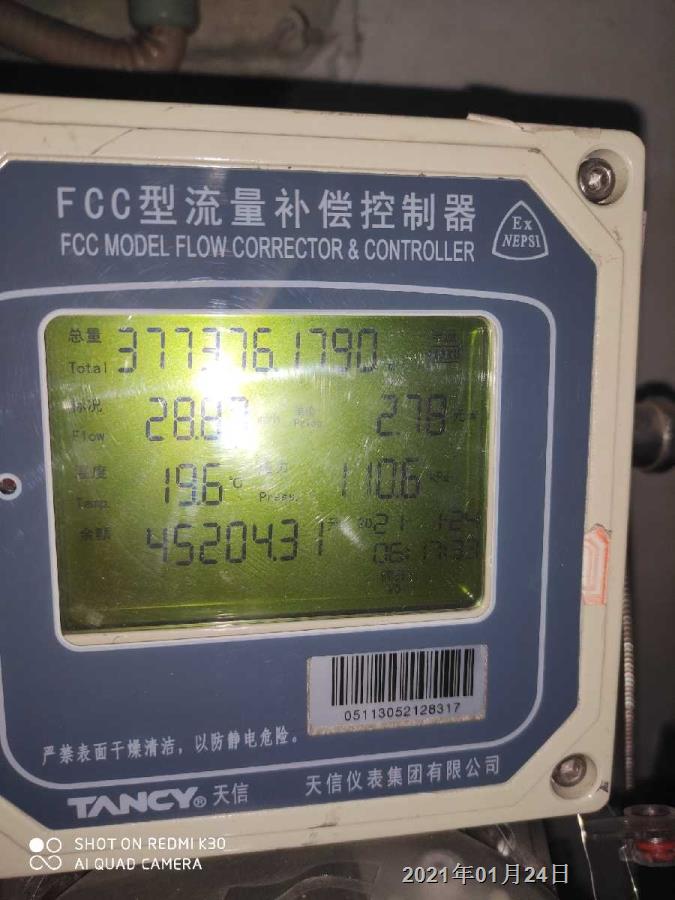 FCC型流量补偿控制器
FCC MODEL FLOW CORRECTOR & CONTROLLER
Ex
NEPSI
总量
Total 377376.1790
标况
Flow 28.83 2.78
温度 19.6 ℃ 110.6
Temp. Press.
余额 45204.31 元 2021 1-24
06:17:33
05113052128317
严禁表面干燥清洁，以防静电危险。
TANCY® 天信 天信仪表集团有限公司
SHOT ON REDMI K30
AI QUAD CAMERA
2021年01月24日